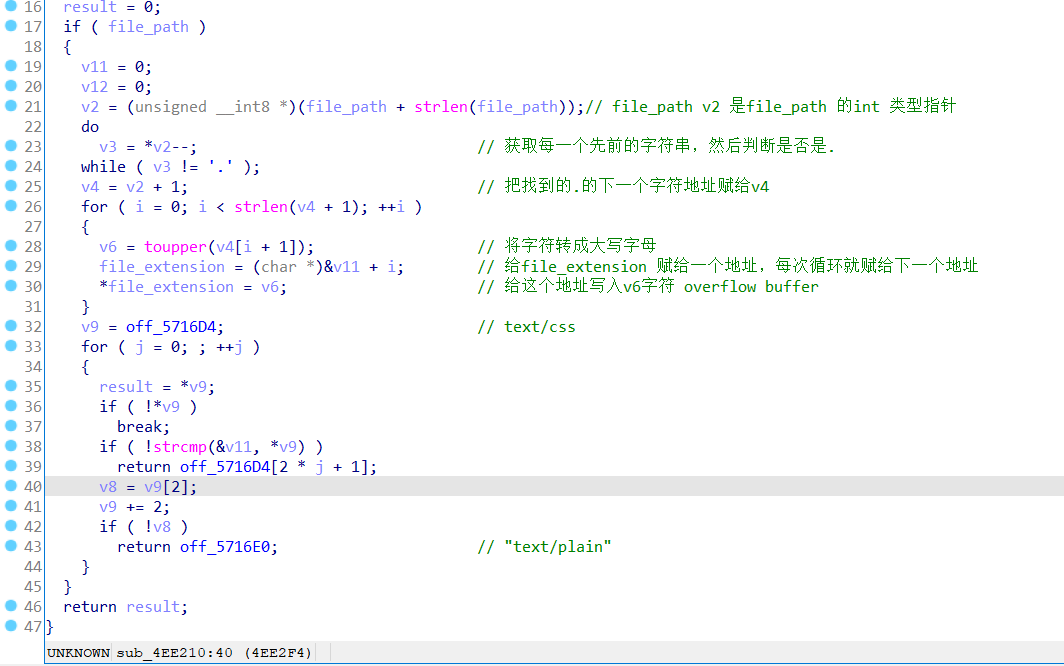 16 result = 0;
17 if ( file_path )
18 {
19 v11 = 0;
20 v12 = 0;
21 v2 = (unsigned __int8 *)(file_path + strlen(file_path));// file_path v2 是file_path 的int 类型指针
22 do
23 v3 = *v2--; // 获取每一个先前的字符串，然后判断是否是.
24 while ( v3 != '.' );
25 v4 = v2 + 1; // 把找到的.的下一个字符地址赋给v4
26 for ( i = 0; i < strlen(v4 + 1); ++i )
27 {
28 v6 = toupper(v4[i + 1]); // 将字符转成大写字母
29 file_extension = (char *)&v11 + i; // 给file_extension 赋给一个地址，每次循环就赋给下一个地址
30 *file_extension = v6; // 给这个地址写入v6字符 overflow buffer
31 }
32 v9 = off_5716D4; // text/css
33 for ( j = 0; ; ++j )
34 {
35 result = *v9;
36 if ( !*v9 )
37 break;
38 if ( !strcmp(&v11, *v9) )
39 return off_5716D4[2 * j + 1];
40 v8 = v9[2];
41 v9 += 2;
42 if ( !v8 )
43 return off_5716E0; // "text/plain"
44 }
45 }
46 return result;
47 }
UNKNOWN sub_4EE210:40 (4EE2F4)